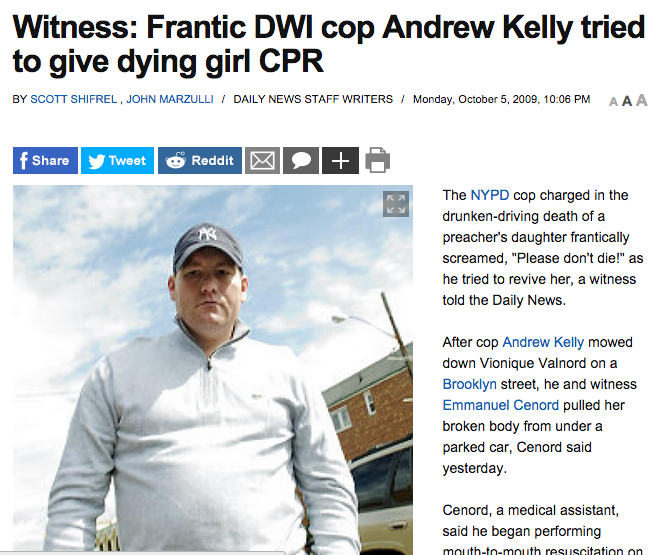 Witness: Frantic DWI cop Andrew Kelly tried
to give dying girl CPR
BY SCOTT SHIFREL , JOHN MARZULLI / DAILY NEWS STAFF WRITERS / Monday, October 5, 2009, 10:06 PM
A A A
f Share
Tweet
Reddit
NY
The NYPD cop charged in the
drunken-driving death of a
preacher's daughter frantically
screamed, "Please don't die!" as
he tried to revive her, a witness
told the Daily News.
After cop Andrew Kelly mowed
down Vionique Valnord on a
Brooklyn street, he and witness
Emmanuel Cenord pulled her
broken body from under a
parked car, Cenord said
yesterday.
Cenord, a medical assistant,
said he began performing
mouth-to-mouth resuscitation on